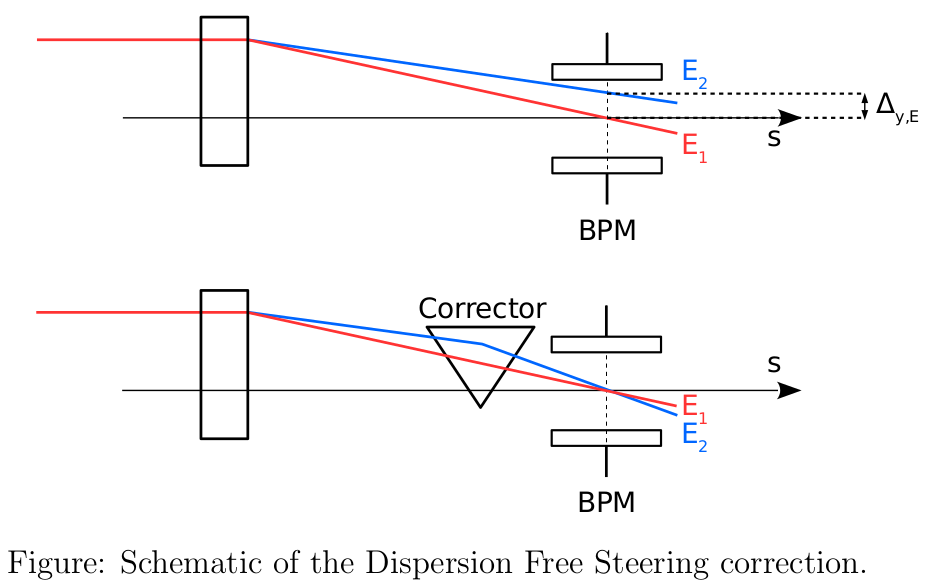 E2
Δy,E
s
E1
BPM
Corrector
s
E1
E2
BPM
Figure: Schematic of the Dispersion Free Steering correction.